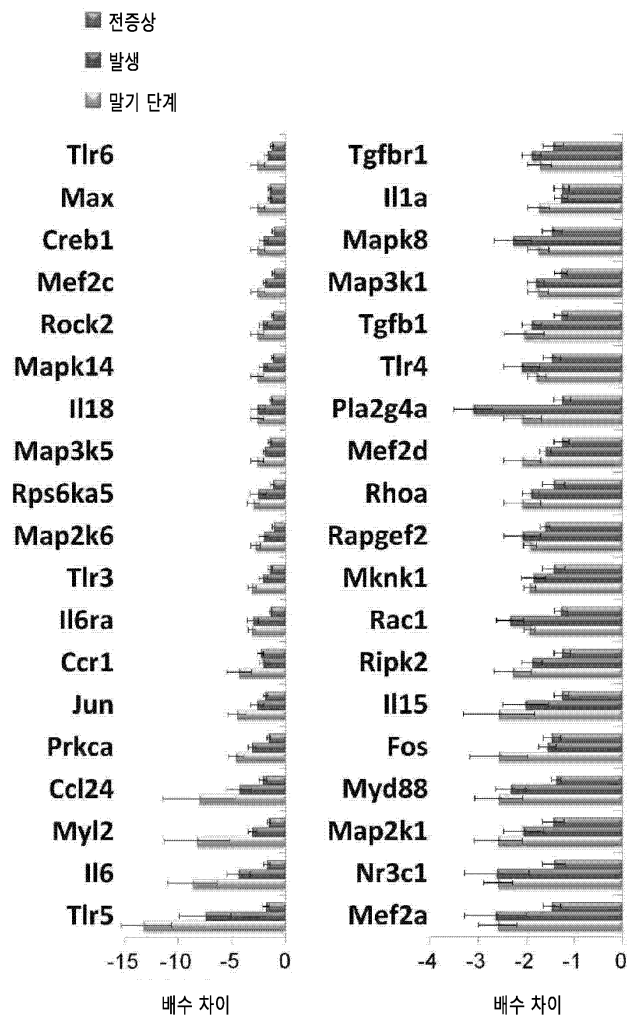 전증상
발생
말기 단계
Tlr6
Max
Creb1
Mef2c
Rock2
Mapk14
Il18
Map3k5
Rps6ka5
Map2k6
Tlr3
Il6ra
Ccr1
Jun
Prkca
Ccl24
Myl2
Il6
Tlr5
-15 -10 -5 0
배수 차이
Tgfbr1
Il1a
Mapk8
Map3k1
Tgfb1
Tlr4
Pla2g4a
Mef2d
Rhoa
Rapgef2
Mknk1
Rac1
Ripk2
Il15
Fos
Myd88
Map2k1
Nr3c1
Mef2a
-4 -3 -2 -1 0
배수 차이